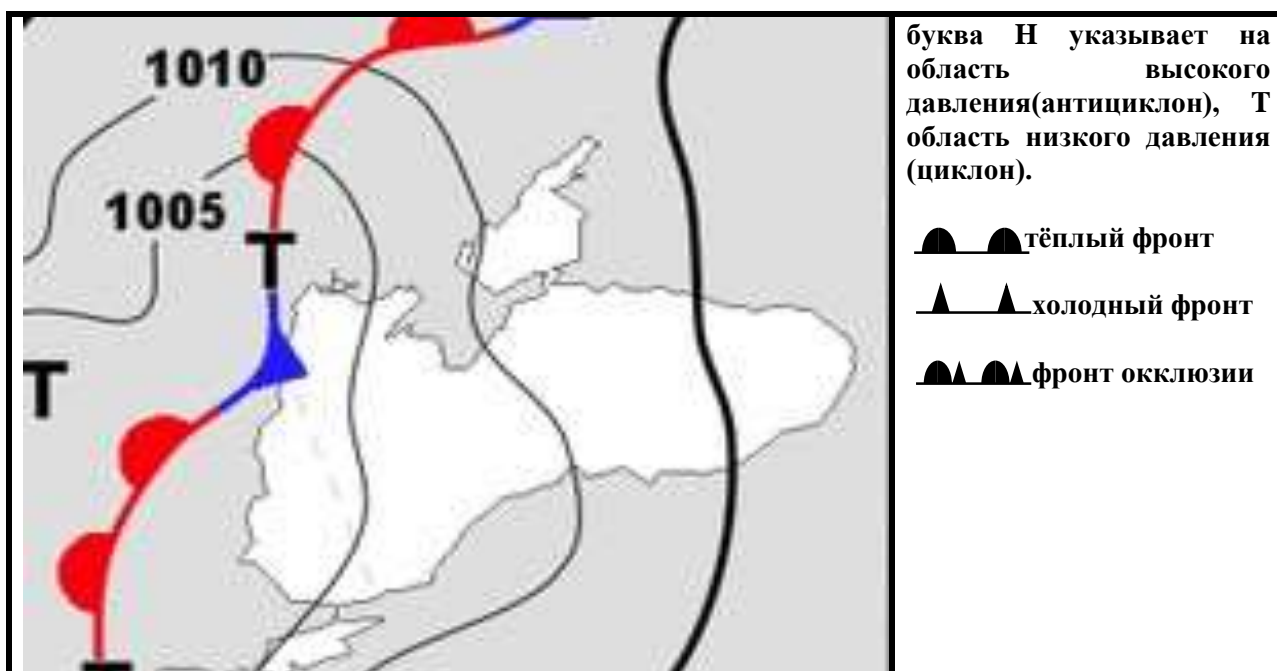 1010
1005
T
T
буква Н указывает на
область высокого
давления(антициклон), Т
область низкого давления
(циклон).
тёплый фронт
холодный фронт
фронт окклюзии